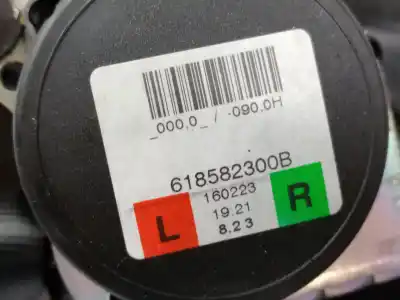 _000,0_ / -090.0H
618582300B
L
160223
19.21
8.23
R